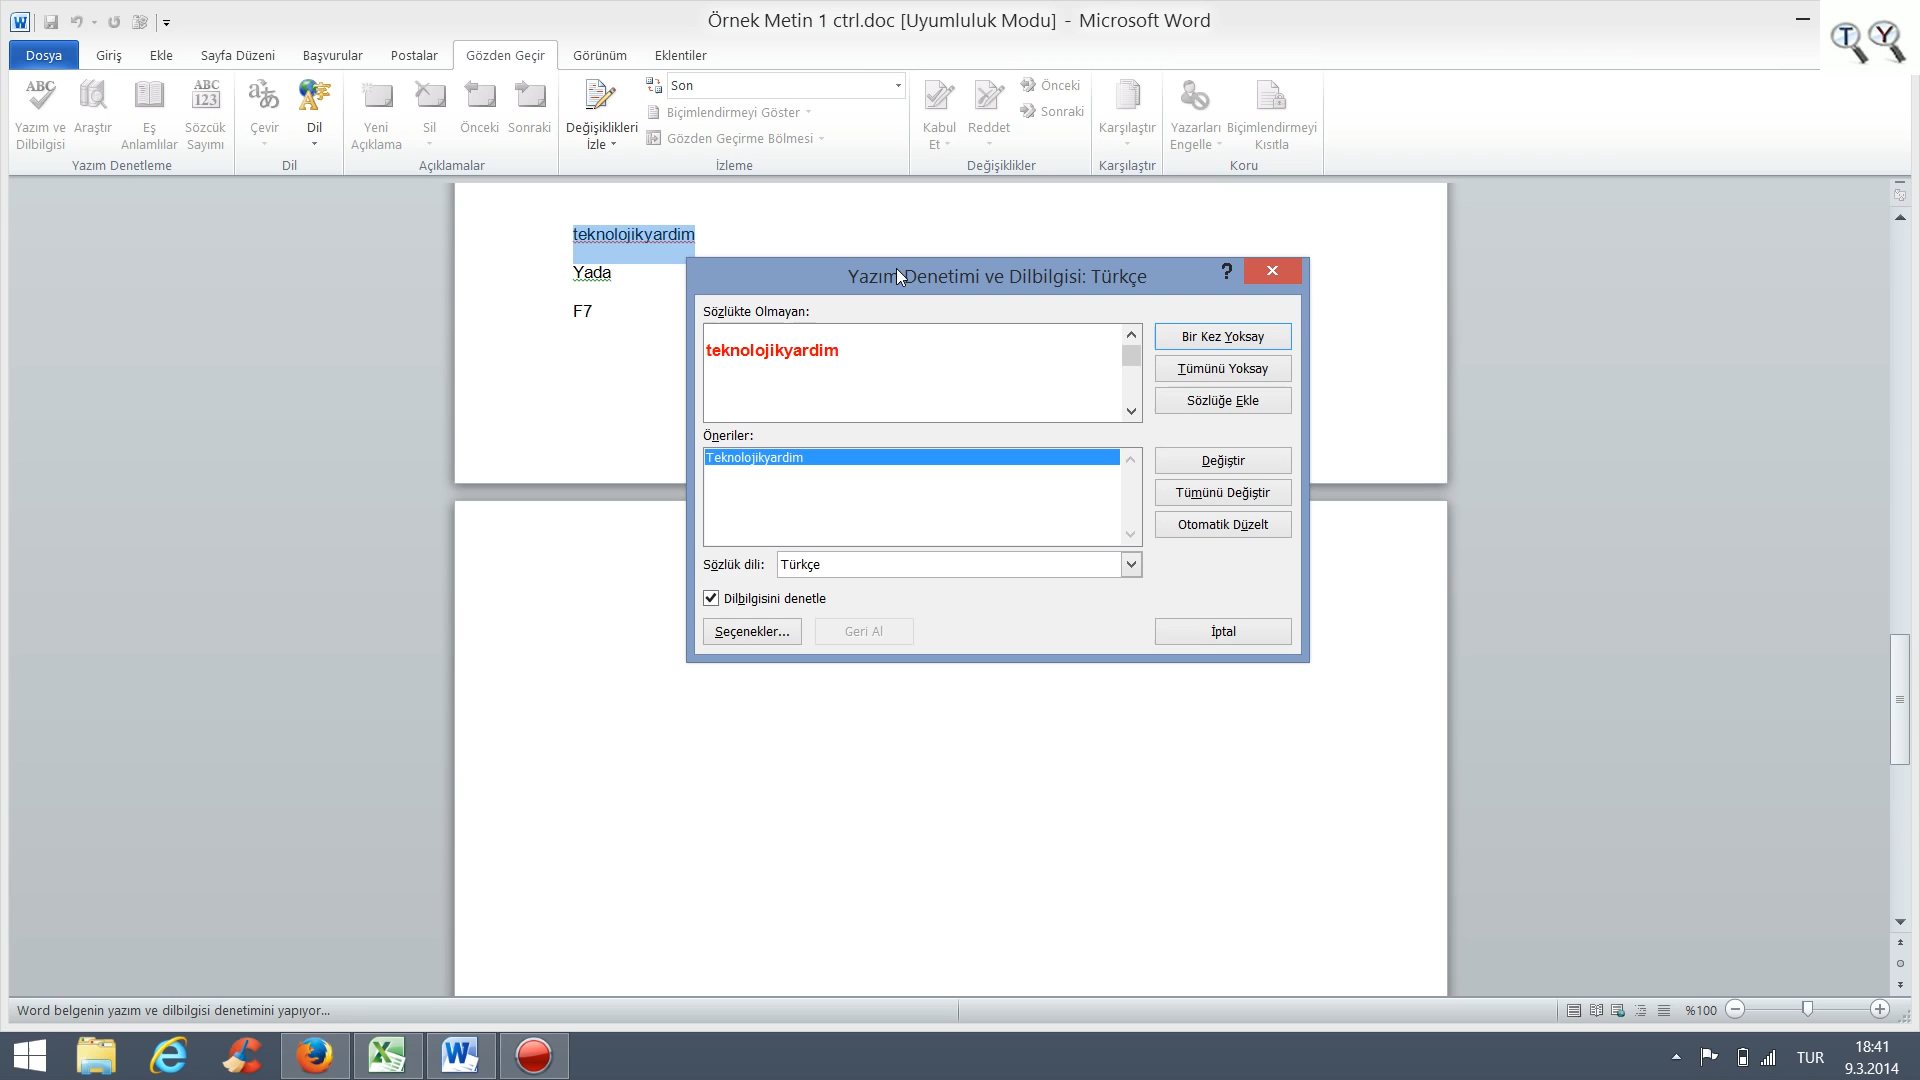 Örnek Metin 1 ctrl.doc [Uyumluluk Modu] - Microsoft Word
Dosya Giriş Ekle Sayfa Düzeni Başvurular Postalar Gözden Geçir Görünüm Eklentiler
T Y
Yazım ve Dilbilgisi
Araştır
Eş Anlamlılar
Sözcük Sayımı
Yazım Denetleme
Çevir
Dil
Dil
Yeni Açıklama
Sil
Önceki
Sonraki
Açıklamalar
Değişiklikleri İzle
Son
Biçimlendirmeyi Göster
Gözden Geçirme Bölmesi
İzleme
Kabul Et
Reddet
Önceki
Sonraki
Değişiklikler
Karşılaştır
Karşılaştır
Yazarları Engelle
Biçimlendirmeyi Kısıtla
Koru
teknolojikyardim
Yada
F7
Yazım Denetimi ve Dilbilgisi: Türkçe
Sözlükte Olmayan:
teknolojikyardim
Bir Kez Yoksay
Tümünü Yoksay
Sözlüğe Ekle
Öneriler:
Teknolojikyardim
Değiştir
Tümünü Değiştir
Otomatik Düzelt
Sözlük dili: Türkçe
Dilbilgisini denetle
Seçenekler... Geri Al İptal
Word belgenin yazım ve dilbilgisi denetimini yapıyor...
%100
TUR
18:41
9.3.2014